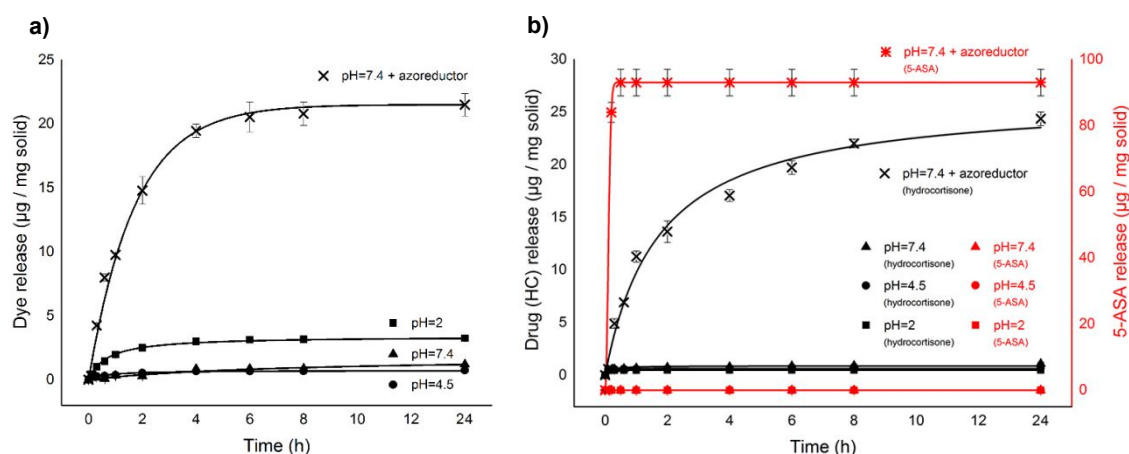 a)
25
20
15
10
5
0
Dye release (µg / mg solid)
pH=7.4 + azoreductor
pH=2
pH=7.4
pH=4.5
0 2 4 6 8 10 12 24
Time (h)
b)
30
25
20
15
10
5
0
Drug (HC) release (µg / mg solid)
pH=7.4 + azoreductor
(5-ASA)
pH=7.4 + azoreductor
(hydrocortisone)
pH=7.4
(hydrocortisone)
pH=4.5
(hydrocortisone)
pH=2
(hydrocortisone)
pH=7.4
(5-ASA)
pH=4.5
(5-ASA)
pH=2
(5-ASA)
100
80
60
40
20
0
5-ASA release (µg / mg solid)
0 2 4 6 8 10 12 24
Time (h)